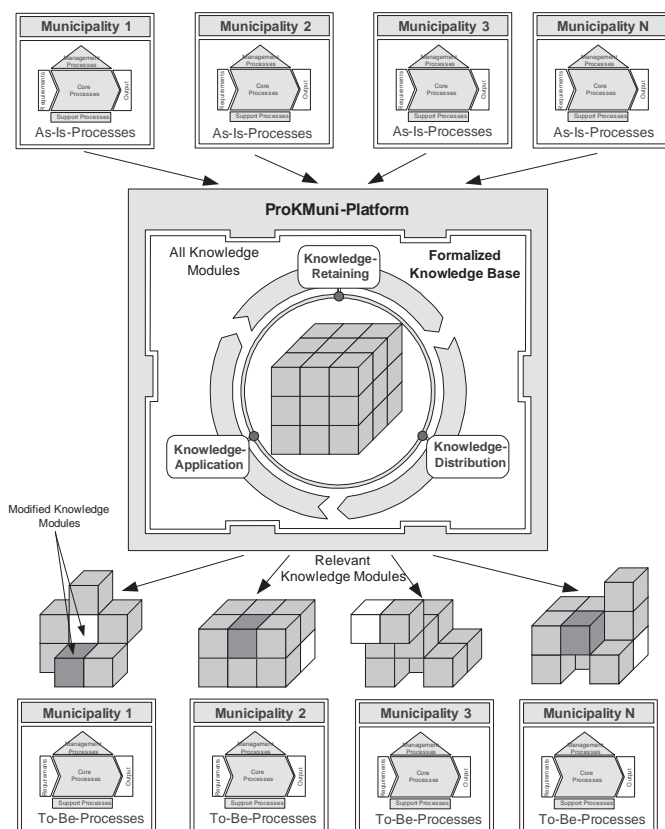 Municipality 1
Management
Processes
Requirements
Core
Processes
Output
Support Processes
As-Is-Processes
Municipality 2
Management
Processes
Requirements
Core
Processes
Output
Support Processes
As-Is-Processes
Municipality 3
Management
Processes
Requirements
Core
Processes
Output
Support Processes
As-Is-Processes
Municipality N
Management
Processes
Requirements
Core
Processes
Output
Support Processes
As-Is-Processes
ProKMuni-Platform
All Knowledge
Modules
Knowledge-
Retaining
Formalized
Knowledge Base
Knowledge-
Application
Knowledge-
Distribution
Modified Knowledge
Modules
Relevant
Knowledge Modules
Municipality 1
Management
Processes
Requirements
Core
Processes
Output
Support Processes
To-Be-Processes
Municipality 2
Management
Processes
Requirements
Core
Processes
Output
Support Processes
To-Be-Processes
Municipality 3
Management
Processes
Requirements
Core
Processes
Output
Support Processes
To-Be-Processes
Municipality N
Management
Processes
Requirements
Core
Processes
Output
Support Processes
To-Be-Processes